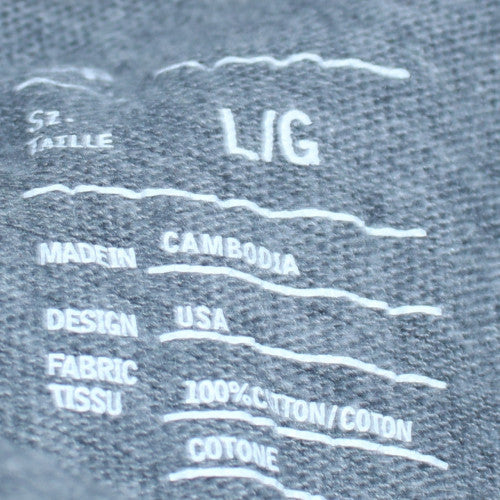 SZ.-
TAILLE L/G
MADE IN CAMBODIA
DESIGN USA
FABRIC
TISSU 100% COTTON/COTON
COTONE